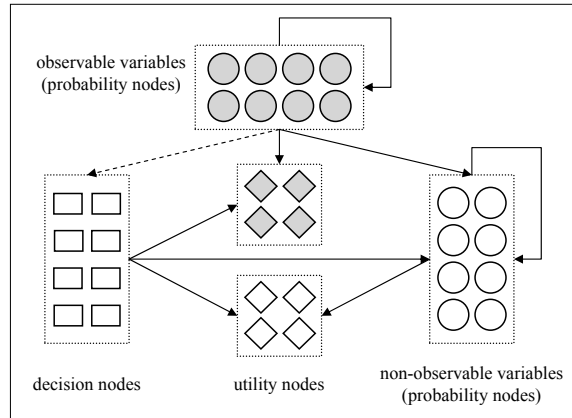 observable variables
(probability nodes)
decision nodes
utility nodes
non-observable variables
(probability nodes)